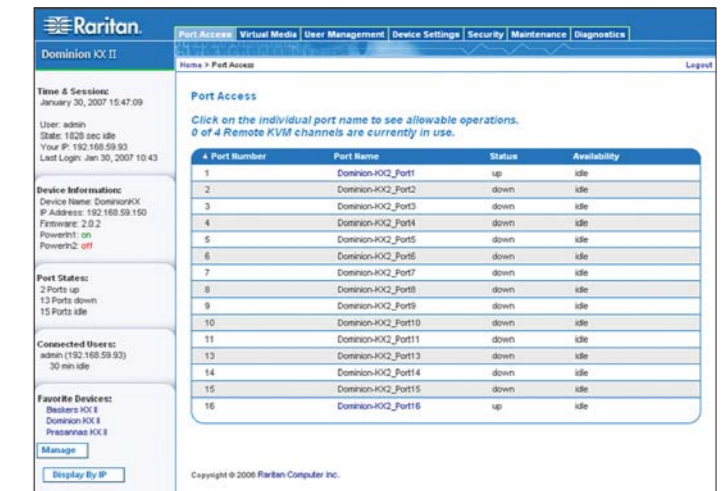 Raritan.
Dominion KX II
Port Access Virtual Media User Management Device Settings Security Maintenance Diagnostics
Home > Port Access Logout
Time & Session:
January 30, 2007 15:47:09
User: admin
State: 1828 sec idle
Your IP: 192.168.59.93
Last Login: Jan 30, 2007 10:43
Device Information:
Device Name: DominionKX
IP Address: 192.168.59.150
Firmware: 2.0.2
PowerIn1: on
PowerIn2: off
Port States:
2 Ports up
13 Ports down
15 Ports idle
Connected Users:
admin (192.168.59.93)
30 min idle
Favorite Devices:
Baskers KX II
Dominion KX II
Prasannas KX II
Manage
Display By IP
Port Access
Click on the individual port name to see allowable operations.
0 of 4 Remote KVM channels are currently in use.
▲ Port Number Port Name Status Availability
1 Dominion-KX2_Port1 up idle
2 Dominion-KX2_Port2 down idle
3 Dominion-KX2_Port3 down idle
4 Dominion-KX2_Port4 down idle
5 Dominion-KX2_Port5 down idle
6 Dominion-KX2_Port6 down idle
7 Dominion-KX2_Port7 down idle
8 Dominion-KX2_Port8 down idle
9 Dominion-KX2_Port9 down idle
10 Dominion-KX2_Port10 down idle
11 Dominion-KX2_Port11 down idle
13 Dominion-KX2_Port13 down idle
14 Dominion-KX2_Port14 down idle
15 Dominion-KX2_Port15 down idle
16 Dominion-KX2_Port16 up idle
Copyright © 2006 Raritan Computer Inc.